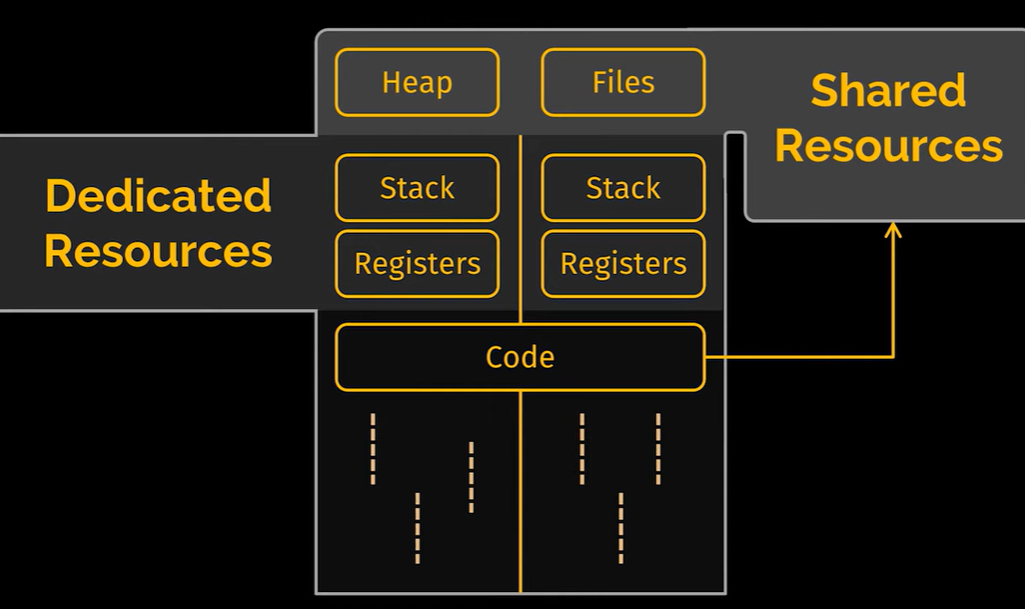 Heap
Files
Shared
Resources
Dedicated
Resources
Stack
Stack
Registers
Registers
Code